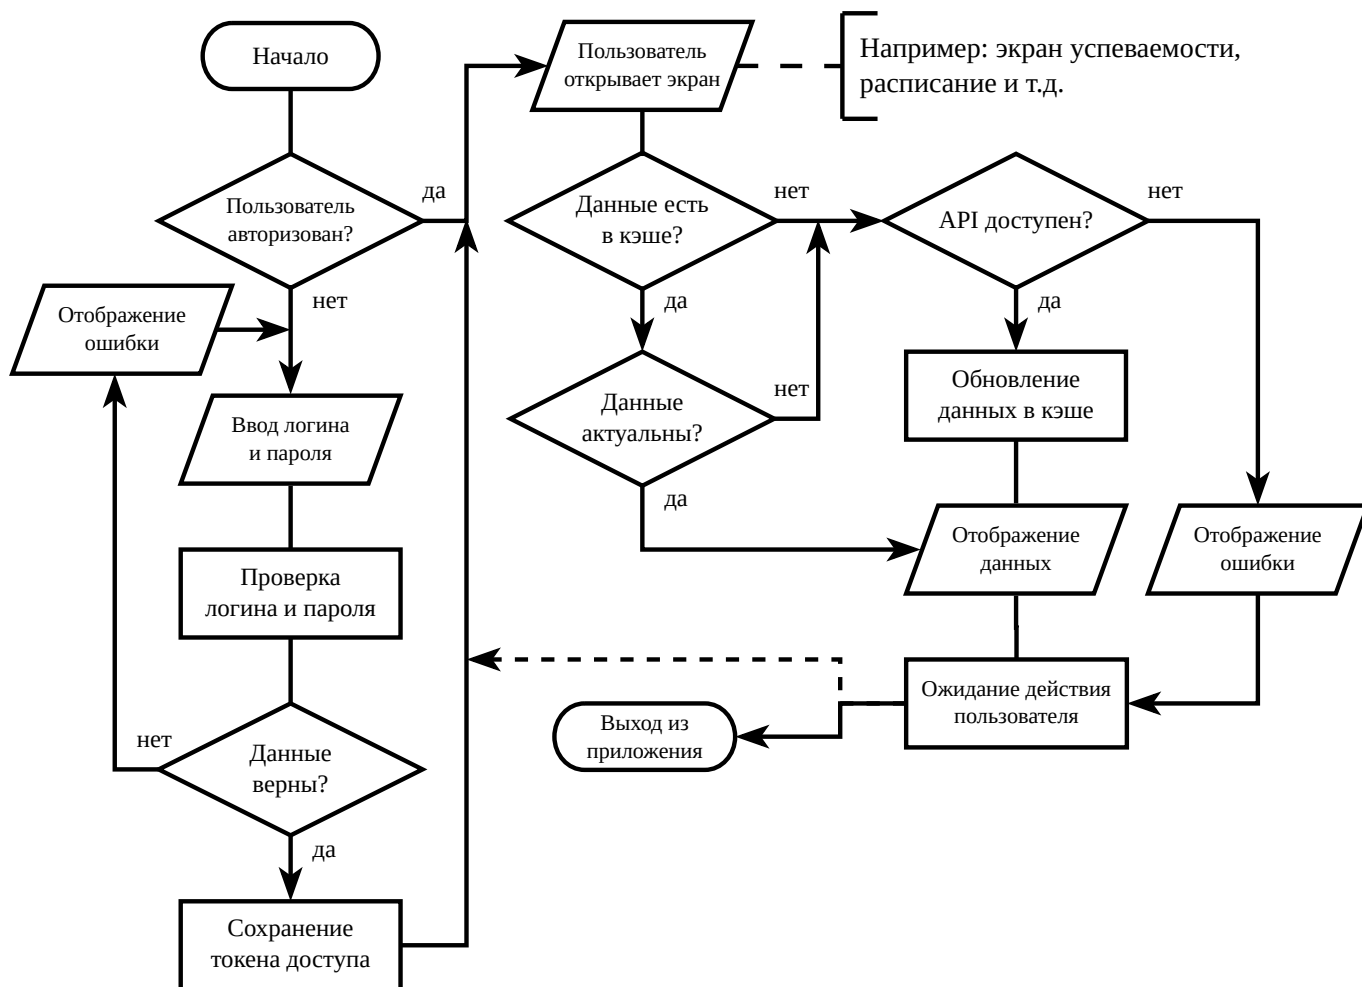 Начало
Пользователь
авторизован?
да
нет
Отображение
ошибки
Ввод логина
и пароля
Проверка
логина и пароля
Данные
верны?
нет
да
Сохранение
токена доступа
Пользователь
открывает экран
Например: экран успеваемости,
расписание и т.д.
Данные есть
в кэше?
нет
да
Данные
актуальны?
нет
да
API доступен?
нет
да
Обновление
данных в кэше
Отображение
данных
Отображение
ошибки
Ожидание действия
пользователя
Выход из
приложения